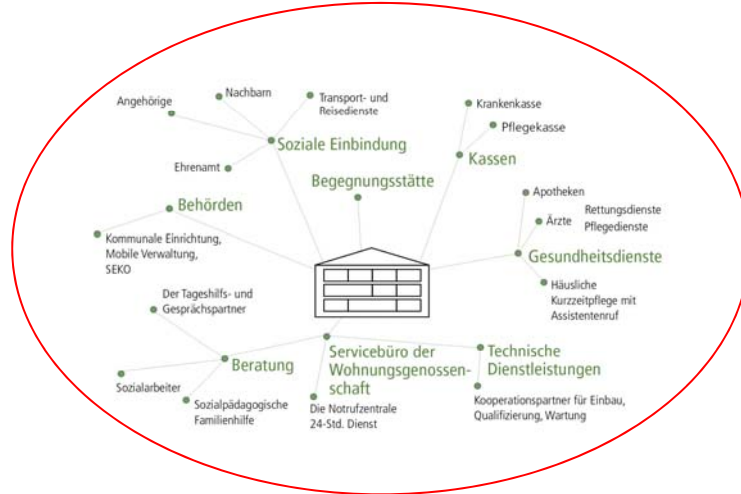 Nachbarn
Angehörige
Transport- und
Reisedienste
Soziale Einbindung
Ehrenamt
Krankenkasse
Pflegekasse
Kassen
Begegnungsstätte
Behörden
Kommunale Einrichtung,
Mobile Verwaltung,
SEKO
Apotheken
Ärzte
Rettungsdienste
Pflegedienste
Gesundheitsdienste
Häusliche
Kurzzeitpflege mit
Assistentenruf
Der Tageshilfs- und
Gesprächspartner
Beratung
Sozialarbeiter
Sozialpädagogische
Familienhilfe
Servicebüro der
Wohnungsgenossen-
schaft
Die Notrufzentrale
24-Std. Dienst
Technische
Dienstleistungen
Kooperationspartner für Einbau,
Qualifizierung, Wartung